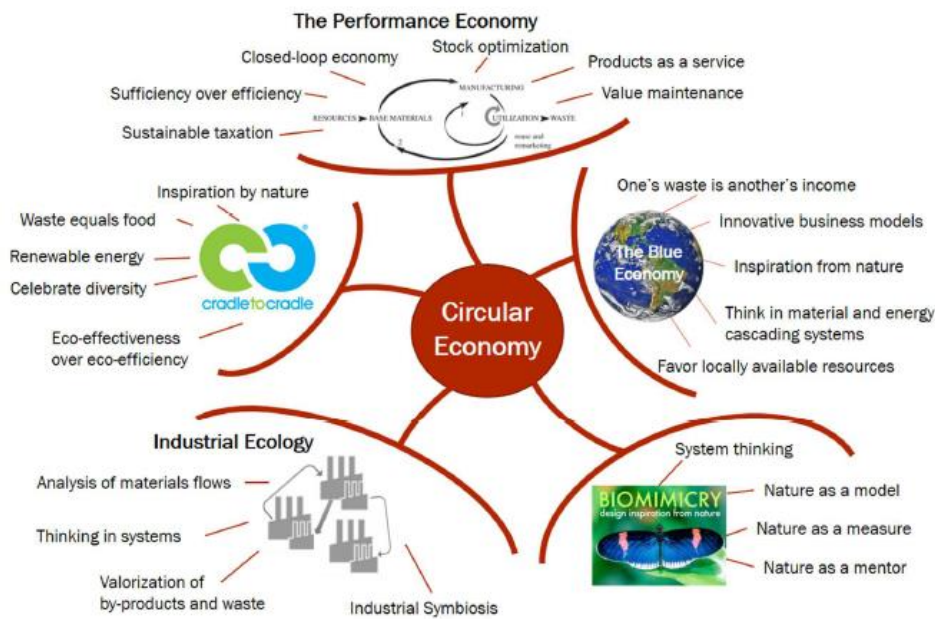 The Performance Economy
Stock optimization
Closed-loop economy
Products as a service
Sufficiency over efficiency
Value maintenance
Sustainable taxation
MANUFACTURING
RESOURCES
BASE MATERIALS
UTILIZATION
WASTE
1
2
reuse and
remarketing
Inspiration by nature
Waste equals food
Renewable energy
Celebrate diversity
cradletocradle
®
Eco-effectiveness
over eco-efficiency
One's waste is another's income
Innovative business models
The Blue
Economy
Inspiration from nature
Think in material and energy
cascading systems
Favor locally available resources
Circular
Economy
Industrial Ecology
Analysis of materials flows
Thinking in systems
Valorization of
by-products and waste
Industrial Symbiosis
System thinking
BIOMIMICRY
design inspiration from nature
Nature as a model
Nature as a measure
Nature as a mentor